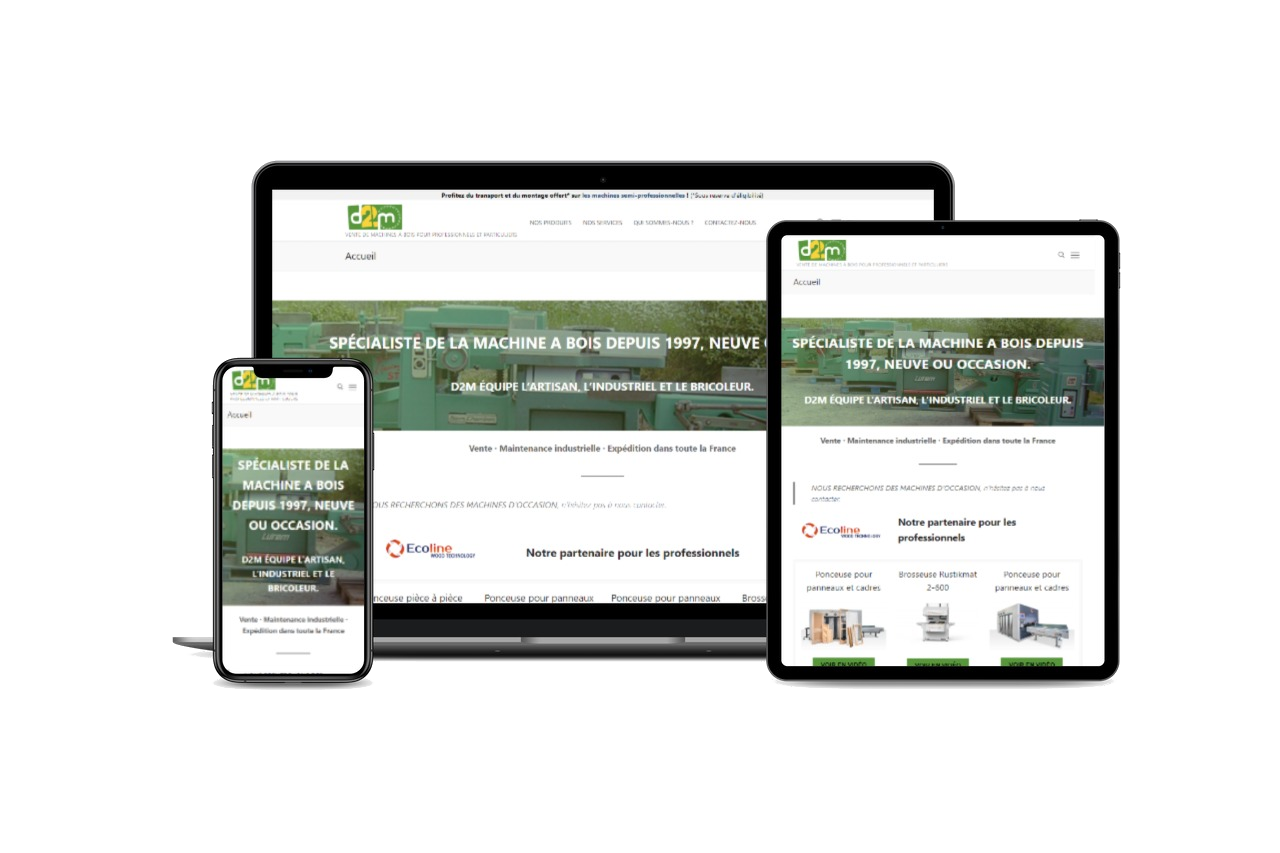 Profitez du transport et du montage offert* sur les machines semi-professionnelles ! (*Sous réserve d'éligibilité)
d2m
VENTE DE MACHINES A BOIS POUR PROFESSIONNELS ET PARTICULIERS
NOS PRODUITS NOS SERVICES QUI SOMMES-NOUS ? CONTACTEZ-NOUS
Accueil
SPÉCIALISTE DE LA MACHINE A BOIS DEPUIS 1997, NEUVE
D2M ÉQUIPE L'ARTISAN, L'INDUSTRIEL ET LE BRICOLEUR.
Vente · Maintenance industrielle · Expédition dans toute la France
OUS RECHERCHONS DES MACHINES D'OCCASION, n'hésitez pas à nous contacter.
Ecoline
WOOD TECHNOLOGY
Notre partenaire pour les professionnels
nceuse pièce à pièce Ponceuse pour panneaux Ponceuse pour panneaux Bross
d2m
Accueil
SPÉCIALISTE DE LA
MACHINE A BOIS
DEPUIS 1997, NEUVE
OU OCCASION.
Lurem
D2M ÉQUIPE L'ARTISAN,
L'INDUSTRIEL ET LE
BRICOLEUR.
Vente · Maintenance industrielle ·
Expédition dans toute la France
d2m
VENTE DE MACHINES A BOIS POUR PROFESSIONNELS ET PARTICULIERS
Accueil
SPÉCIALISTE DE LA MACHINE A BOIS DEPUIS
1997, NEUVE OU OCCASION.
Lurem
D2M ÉQUIPE L'ARTISAN, L'INDUSTRIEL ET LE BRICOLEUR.
Vente · Maintenance industrielle · Expédition dans toute la France
NOUS RECHERCHONS DES MACHINES D'OCCASION, n'hésitez pas à nous
contacter.
Ecoline
WOOD TECHNOLOGY
Notre partenaire pour les
professionnels
Ponceuse pour
panneaux et cadres
Brosseuse Rustikmat
2-600
Ponceuse pour
panneaux et cadres
VOIR EN VIDÉO
VOIR EN VIDÉO
VOIR EN VIDÉO